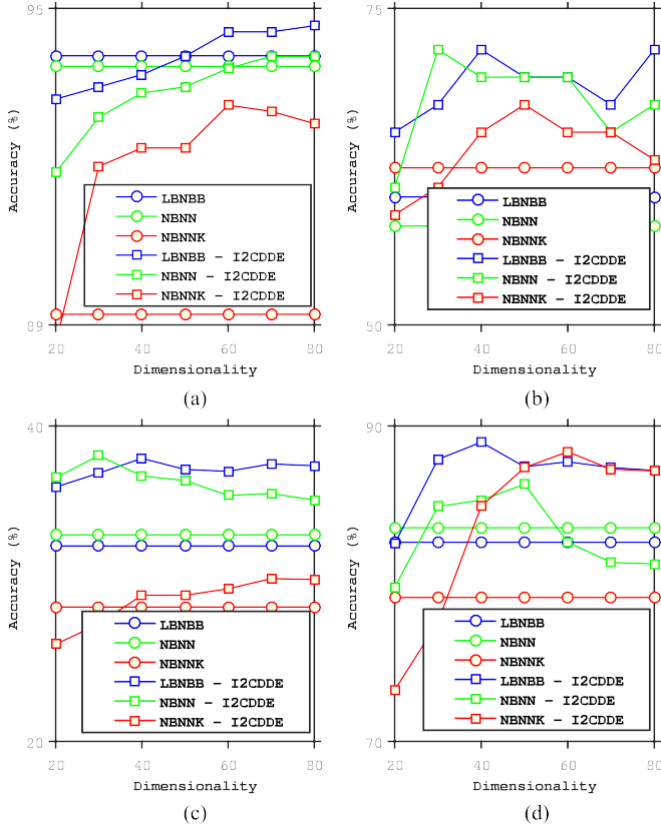 95
Accuracy (%)
LBNBB
NBNN
NBNNK
LBNBB - I2CDDE
NBNN - I2CDDE
NBNNK - I2CDDE
89
20 40 60 80
Dimensionality
(a)
75
Accuracy (%)
LBNBB
NBNN
NBNNK
LBNBB - I2CDDE
NBNN - I2CDDE
NBNNK - I2CDDE
50
20 40 60 80
Dimensionality
(b)
40
Accuracy (%)
LBNBB
NBNN
NBNNK
LBNBB - I2CDDE
NBNN - I2CDDE
NBNNK - I2CDDE
20
20 40 60 80
Dimensionality
(c)
90
Accuracy (%)
LBNBB
NBNN
NBNNK
LBNBB - I2CDDE
NBNN - I2CDDE
NBNNK - I2CDDE
70
20 40 60 80
Dimensionality
(d)